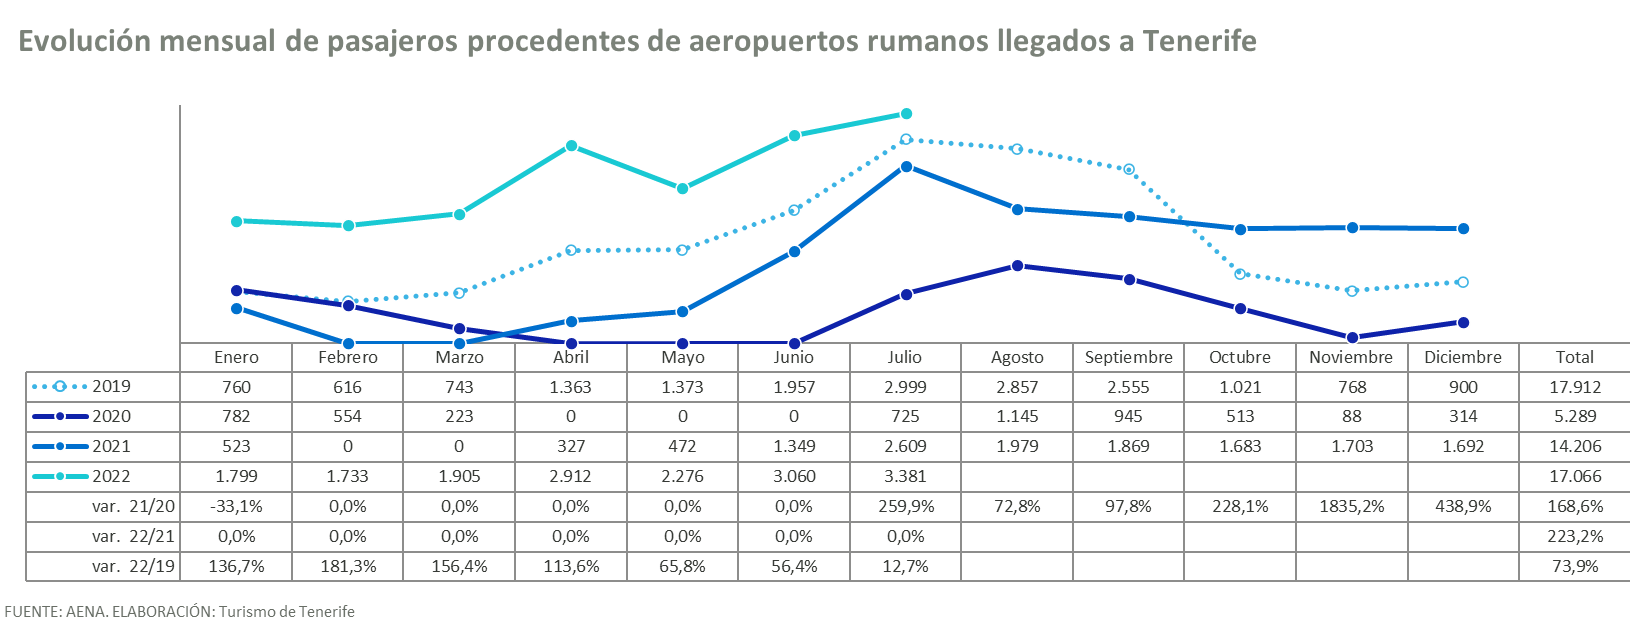 Evolución mensual de pasajeros procedentes de aeropuertos rumanos llegados a Tenerife
Enero Febrero Marzo Abril Mayo Junio Julio Agosto Septiembre Octubre Noviembre Diciembre Total
2019 760 616 743 1.363 1.373 1.957 2.999 2.857 2.555 1.021 768 900 17.912
2020 782 554 223 0 0 0 725 1.145 945 513 88 314 5.289
2021 523 0 0 327 472 1.349 2.609 1.979 1.869 1.683 1.703 1.692 14.206
2022 1.799 1.733 1.905 2.912 2.276 3.060 3.381 17.066
var. 21/20 -33,1% 0,0% 0,0% 0,0% 0,0% 0,0% 259,9% 72,8% 97,8% 228,1% 1835,2% 438,9% 168,6%
var. 22/21 0,0% 0,0% 0,0% 0,0% 0,0% 0,0% 0,0% 223,2%
var. 22/19 136,7% 181,3% 156,4% 113,6% 65,8% 56,4% 12,7% 73,9%
FUENTE: AENA. ELABORACIÓN: Turismo de Tenerife